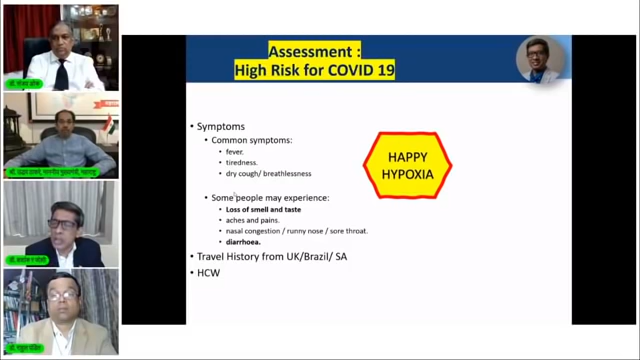 Assessment :
High Risk for COVID 19
• Symptoms
• Common symptoms:
• fever.
• tiredness.
• dry cough/ breathlessness
• Some people may experience:
• Loss of smell and taste
• aches and pains.
• nasal congestion / runny nose / sore throat.
• diarrhoea.
• Travel History from UK/Brazil/ SA
• HCW
HAPPY
HYPOXIA
डॉ. संजय ओक
डॉ. राहुल पंडित